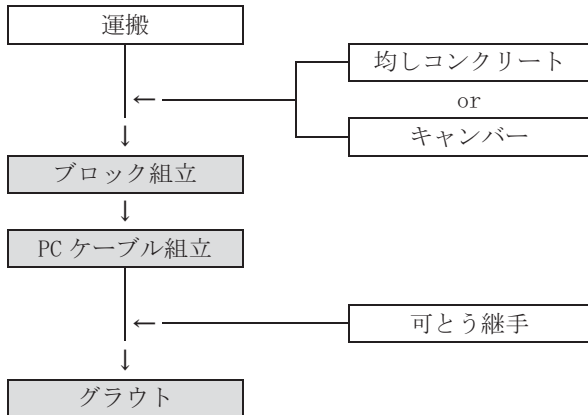 運搬
均しコンクリート
or
キャンバー
ブロック組立
PCケーブル組立
可とう継手
グラウト